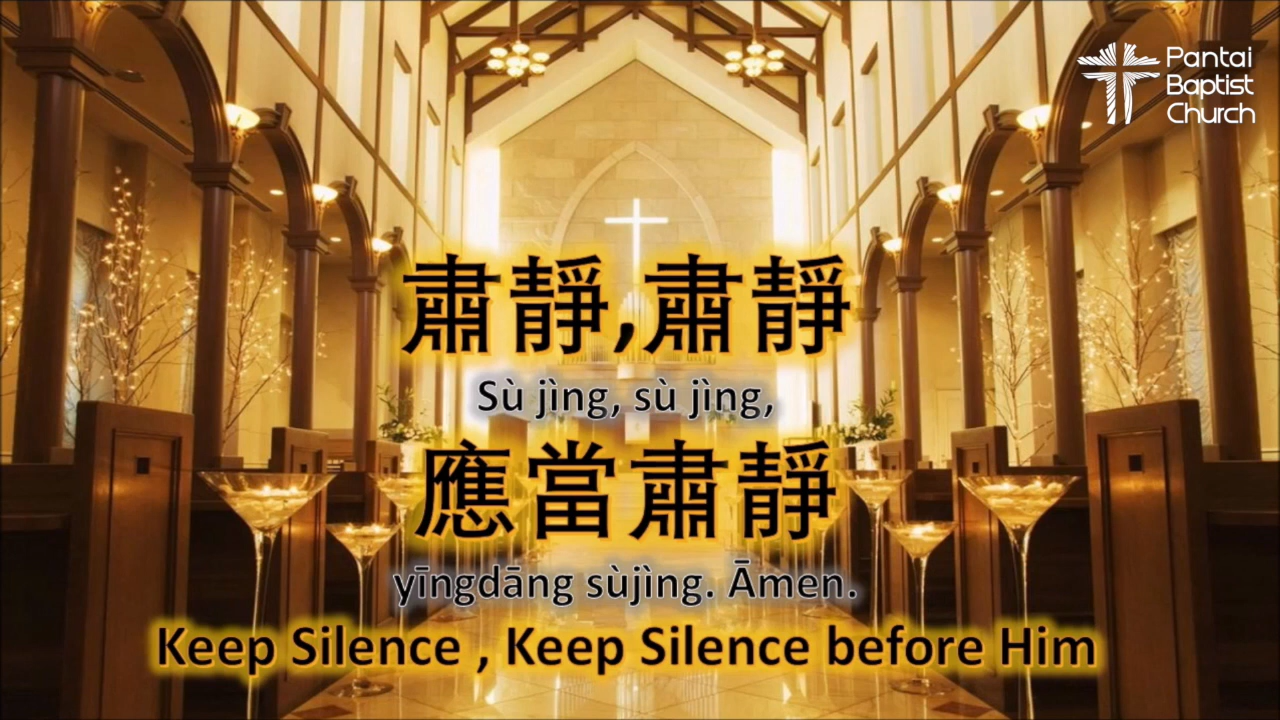 Pantai
Baptist
Church
肅靜,肅靜
Sù jìng, sù jìng,
應當肅靜
yīngdāng sùjìng. Āmen.
Keep Silence , Keep Silence before Him